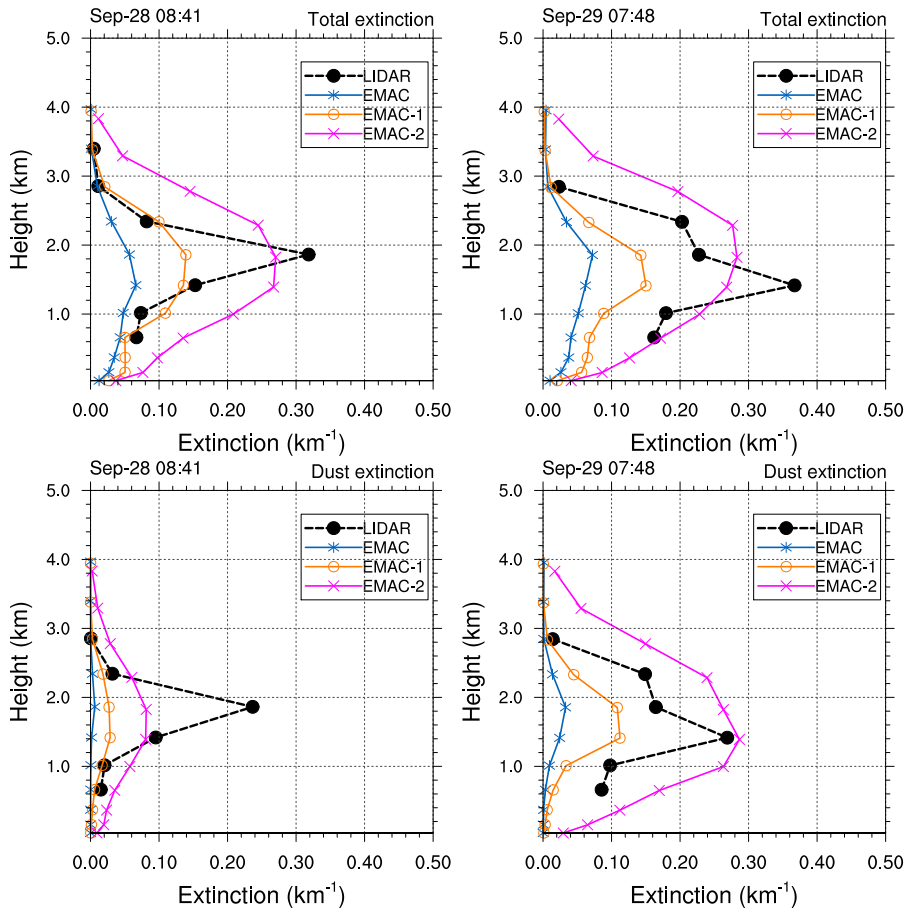 Sep-28 08:41 Total extinction
5.0
4.0
3.0
2.0
1.0
Height (km)
LIDAR
EMAC
EMAC-1
EMAC-2
0.00 0.10 0.20 0.30 0.40 0.50
Extinction (km⁻¹)
Sep-29 07:48 Total extinction
5.0
4.0
3.0
2.0
1.0
Height (km)
LIDAR
EMAC
EMAC-1
EMAC-2
0.00 0.10 0.20 0.30 0.40 0.50
Extinction (km⁻¹)
Sep-28 08:41 Dust extinction
5.0
4.0
3.0
2.0
1.0
Height (km)
LIDAR
EMAC
EMAC-1
EMAC-2
0.00 0.10 0.20 0.30 0.40 0.50
Extinction (km⁻¹)
Sep-29 07:48 Dust extinction
5.0
4.0
3.0
2.0
1.0
Height (km)
LIDAR
EMAC
EMAC-1
EMAC-2
0.00 0.10 0.20 0.30 0.40 0.50
Extinction (km⁻¹)